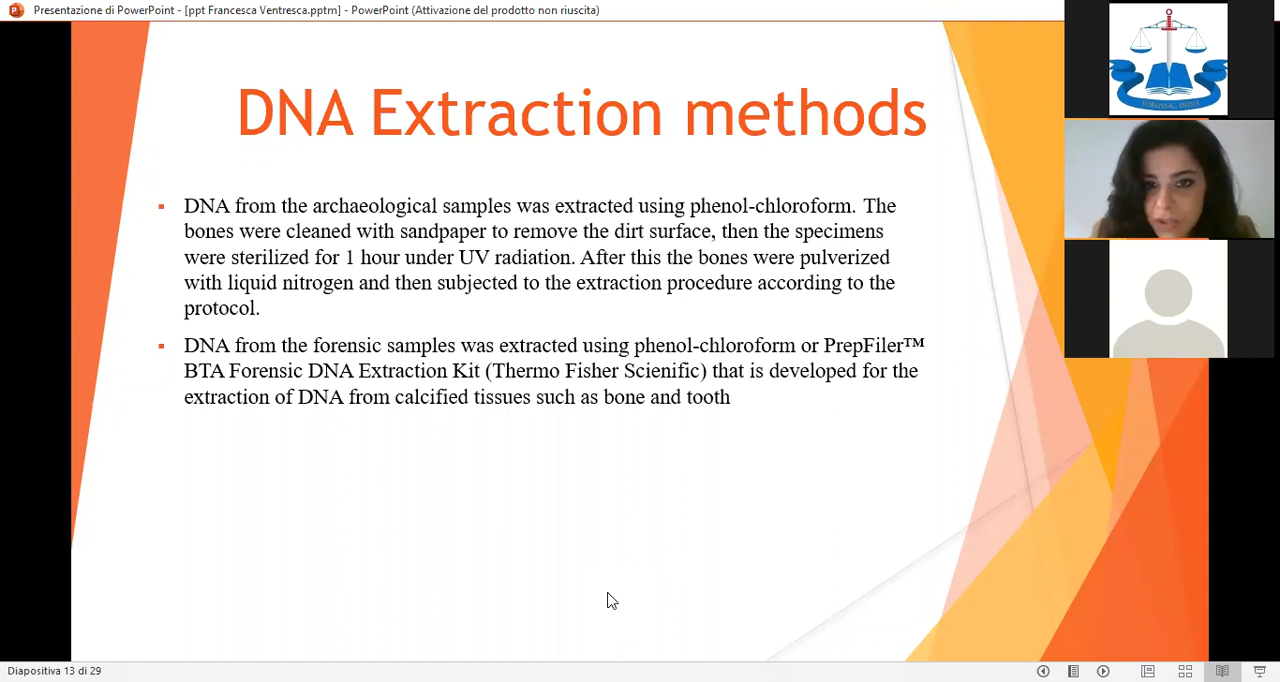 Presentazione di PowerPoint - [ppt Francesca Ventresca.pptm] - PowerPoint (Attivazione del prodotto non riuscita)
DNA Extraction methods
DNA from the archaeological samples was extracted using phenol-chloroform. The
bones were cleaned with sandpaper to remove the dirt surface, then the specimens
were sterilized for 1 hour under UV radiation. After this the bones were pulverized
with liquid nitrogen and then subjected to the extraction procedure according to the
protocol.
DNA from the forensic samples was extracted using phenol-chloroform or PrepFiler™
BTA Forensic DNA Extraction Kit (Thermo Fisher Scienific) that is developed for the
extraction of DNA from calcified tissues such as bone and tooth
Diapositiva 13 di 29